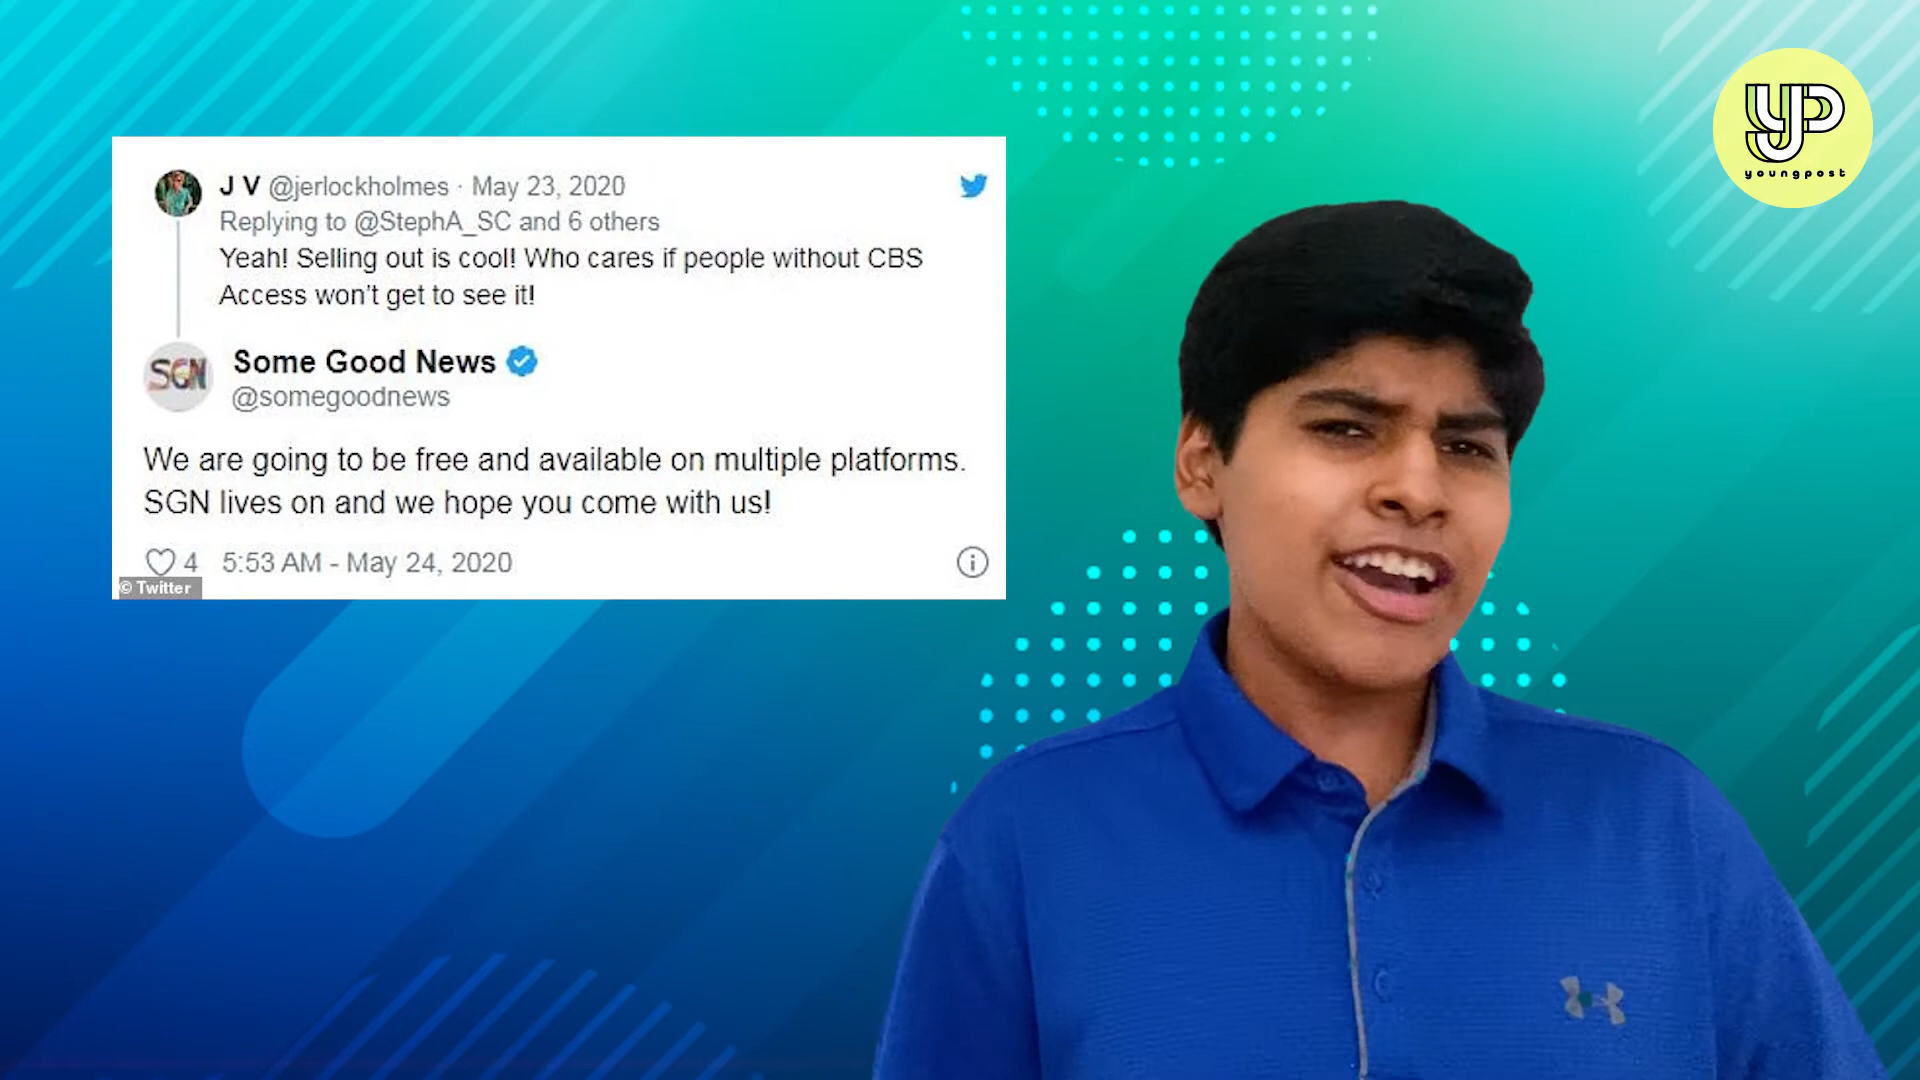 J V @jerlockholmes · May 23, 2020
Replying to @StephA_SC and 6 others
Yeah! Selling out is cool! Who cares if people without CBS
Access won't get to see it!
SGN
Some Good News
@somegoodnews
We are going to be free and available on multiple platforms.
SGN lives on and we hope you come with us!
4 5:53 AM - May 24, 2020
© Twitter
YP
youngpost